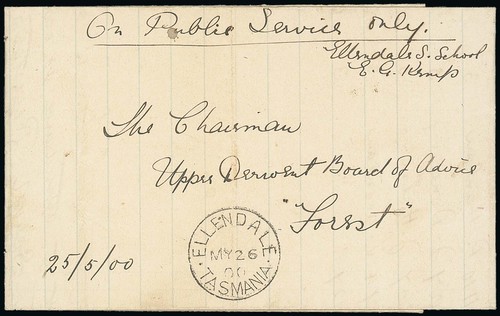 On Public Service only.
Ellendale S. School
E. G. Kemp
The Chairman
Upper Derwent Board of Advice
"Forest"
25/5/00
ELLENDALE
MY 26
00
TASMANIA